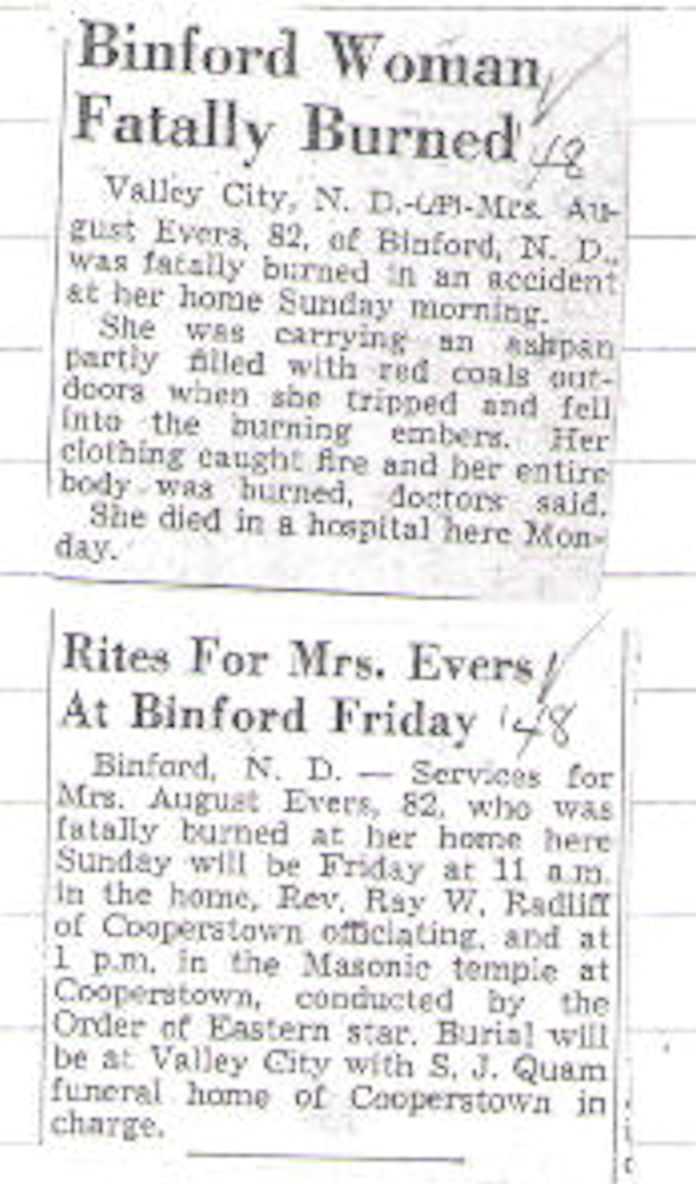 Binford Woman
Fatally Burned '48
Valley City, N. D.-(AP)-Mrs. Au-
gust Evers, 82, of Binford, N. D.,
was fatally burned in an accident
at her home Sunday morning.
She was carrying an ashpan
partly filled with red coals out-
doors when she tripped and fell
into the burning embers. Her
clothing caught fire and her entire
body was burned, doctors said.
She died in a hospital here Mon-
day.
Rites For Mrs. Evers
At Binford Friday '48
Binford, N. D. — Services for
Mrs. August Evers, 82, who was
fatally burned at her home here
Sunday will be Friday at 11 a.m.
in the home, Rev. Ray W. Radliff
of Cooperstown officiating, and at
1 p.m. in the Masonic temple at
Cooperstown, conducted by the
Order of Eastern star. Burial will
be at Valley City with S. J. Quam
funeral home of Cooperstown in
charge.